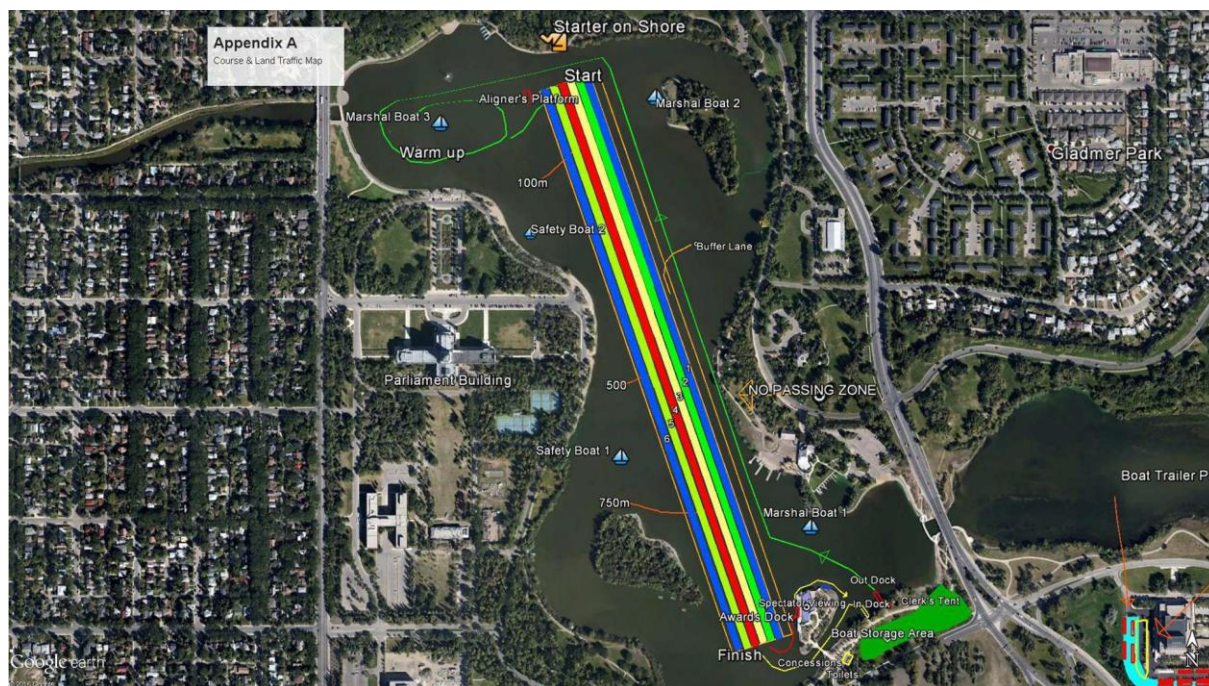 Appendix A
Course & Land Traffic Map
Starter on Shore
Start
Aligner's Platform
Marshal Boat 2
Marshal Boat 3
Warm up
Gladmer Park
100m
Safety Boat 2
Buffer Lane
Parliament Building
500
1
2
3
4
5
6
NO PASSING ZONE
Safety Boat 1
Boat Trailer P
750m
Marshal Boat 1
Out Dock
Spectator Viewing
In Dock
Clerk's Tent
Awards Dock
Boat Storage Area
Finish
Concessions
Toilets
Google earth
N